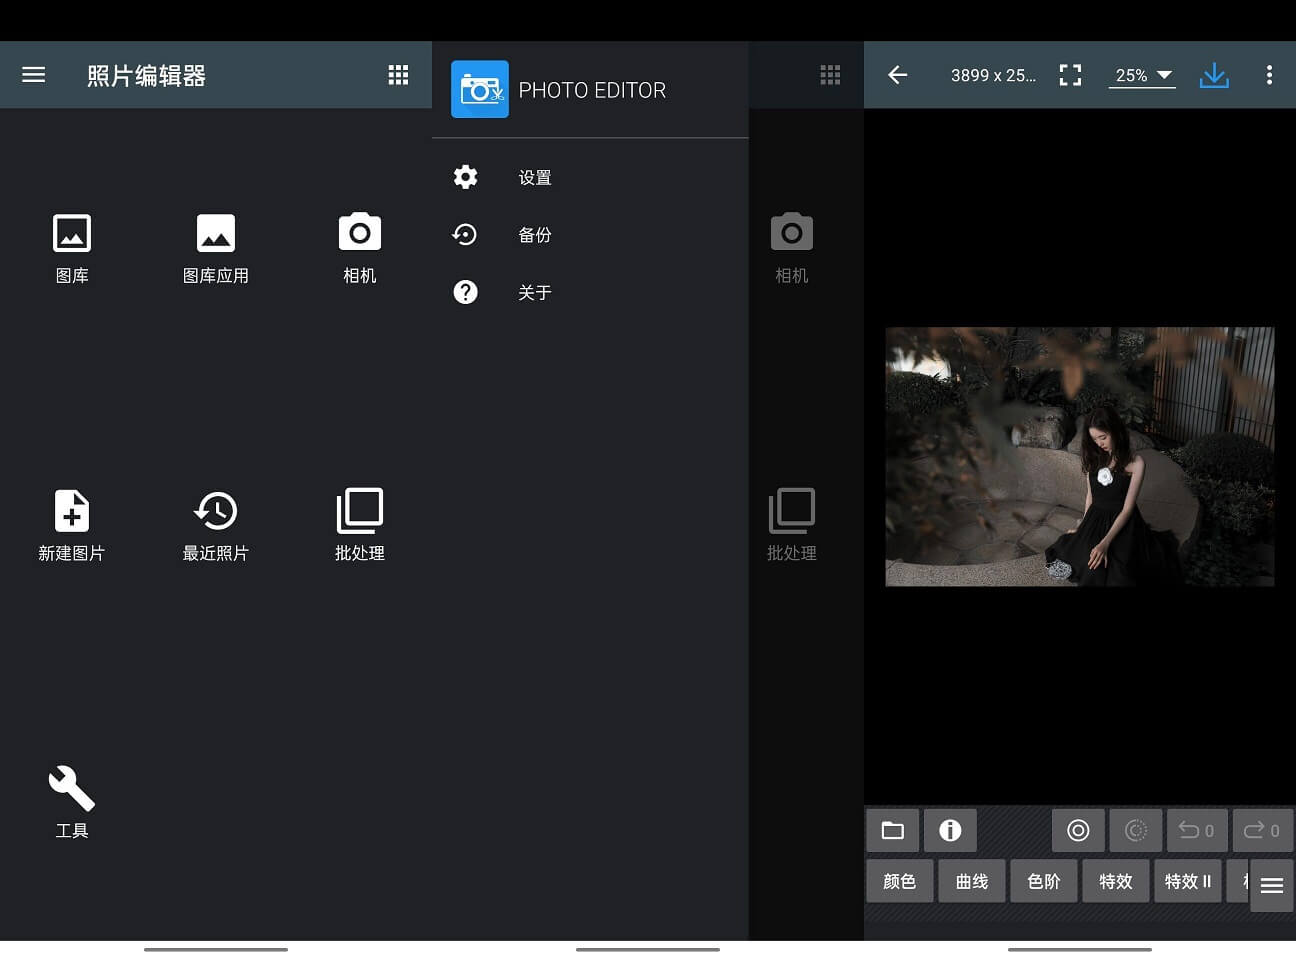 照片编辑器
图库
图库应用
相机
新建图片
最近照片
批处理
工具
PHOTO EDITOR
设置
备份
关于
相机
批处理
3899 x 25...
25%
0
0
颜色
曲线
色阶
特效
特效 II